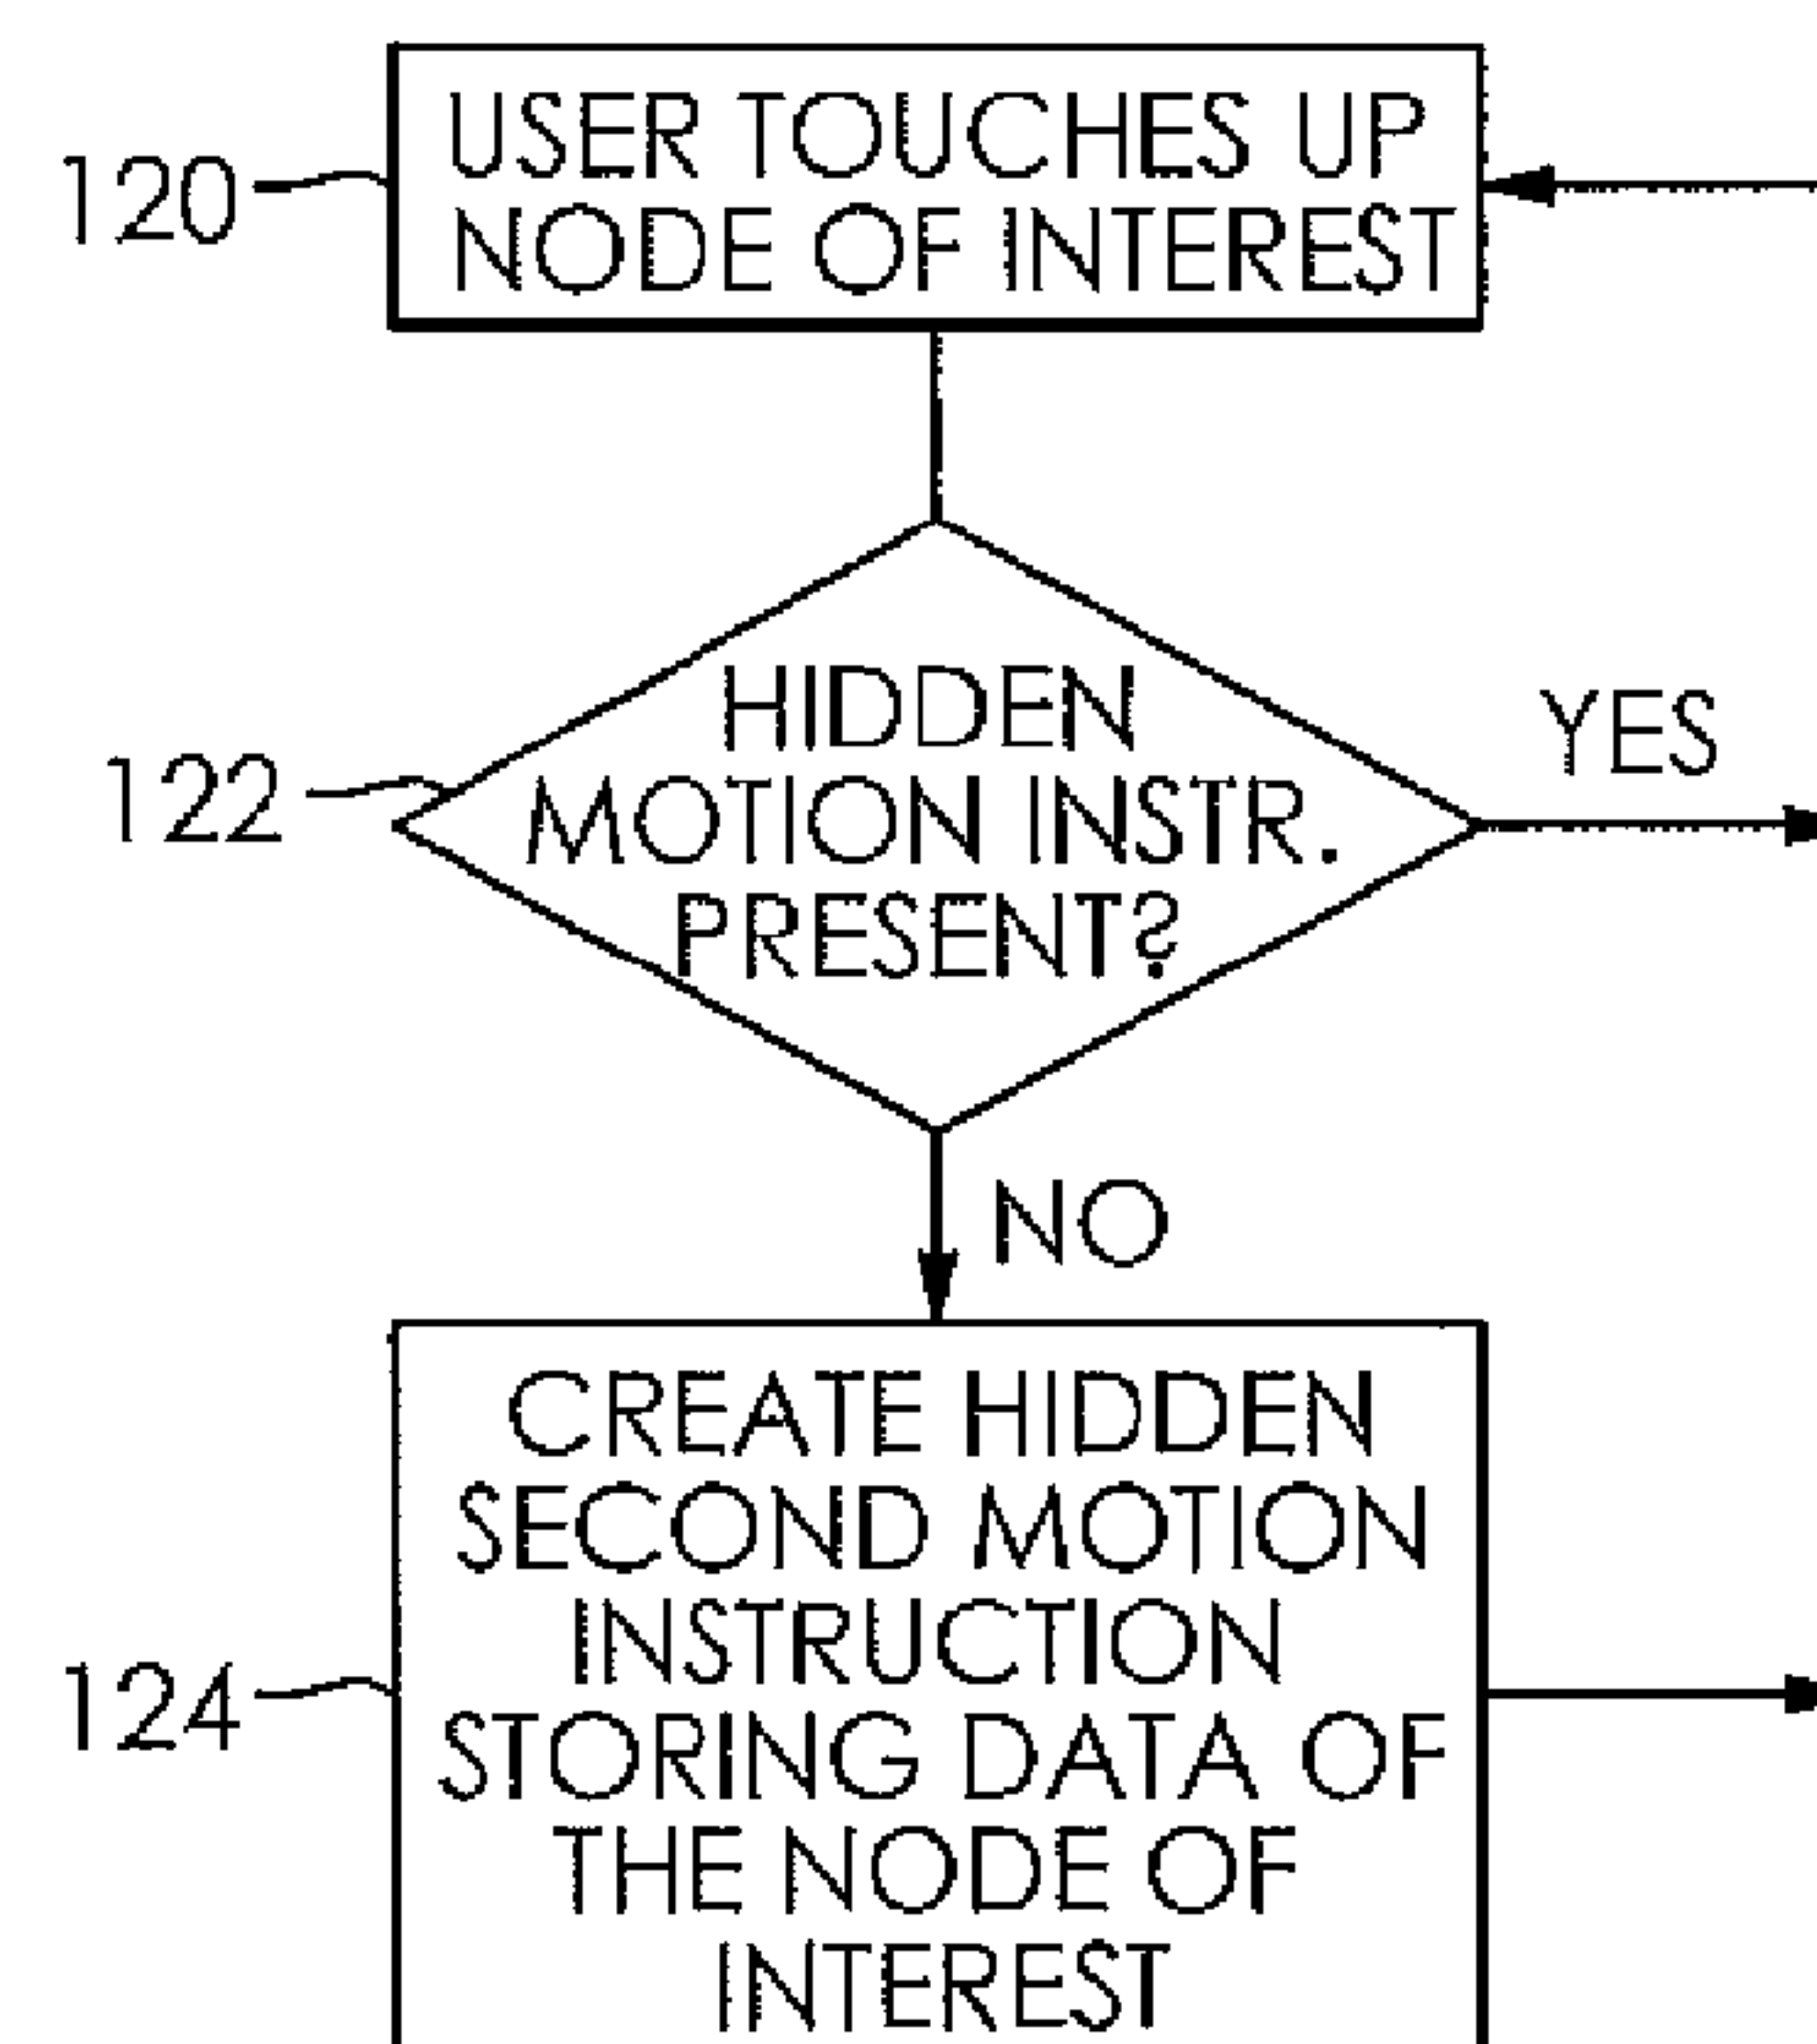 USER TOUCHES UP
120
NODE OF INTEREST
HIDDEN
YES
122
MOTION INSTR.
PRESENT?
NO
CREATE HIDDEN
SECOND MOTION
INSTRUCTION
124
STORING DATA OF
THE NODE OF
INTEREST